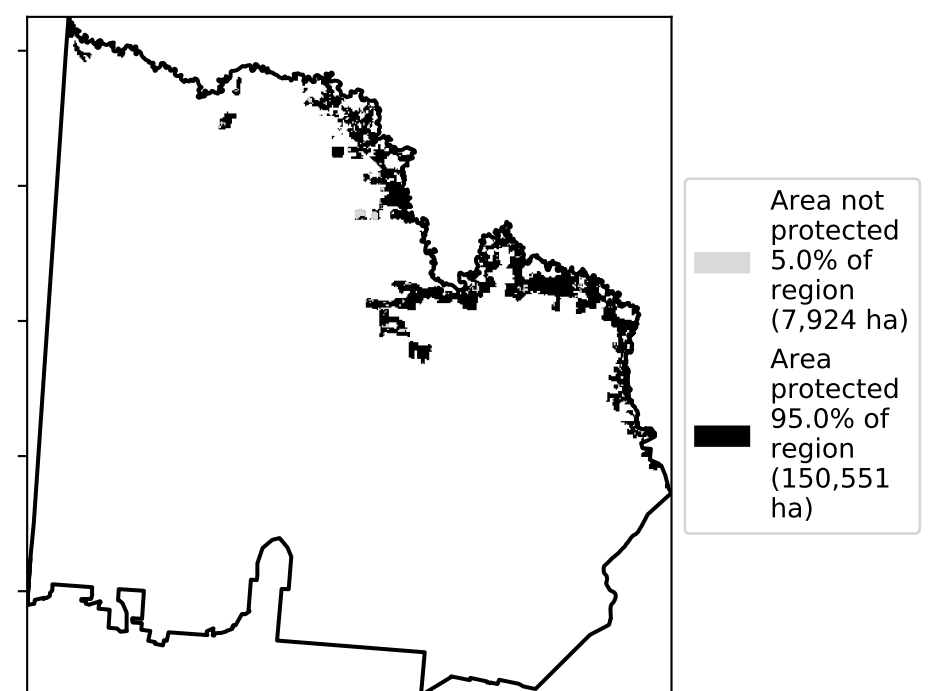 Area not
protected
5.0% of
region
(7,924 ha)
Area
protected
95.0% of
region
(150,551
ha)